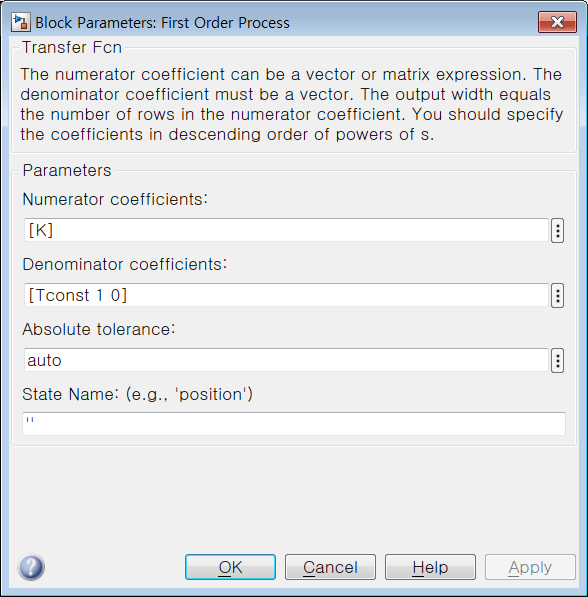 Block Parameters: First Order Process
Transfer Fcn
The numerator coefficient can be a vector or matrix expression. The
denominator coefficient must be a vector. The output width equals
the number of rows in the numerator coefficient. You should specify
the coefficients in descending order of powers of s.
Parameters
Numerator coefficients:
[K]
Denominator coefficients:
[Tconst 1 0]
Absolute tolerance:
auto
State Name: (e.g., 'position')
''
OK Cancel Help Apply